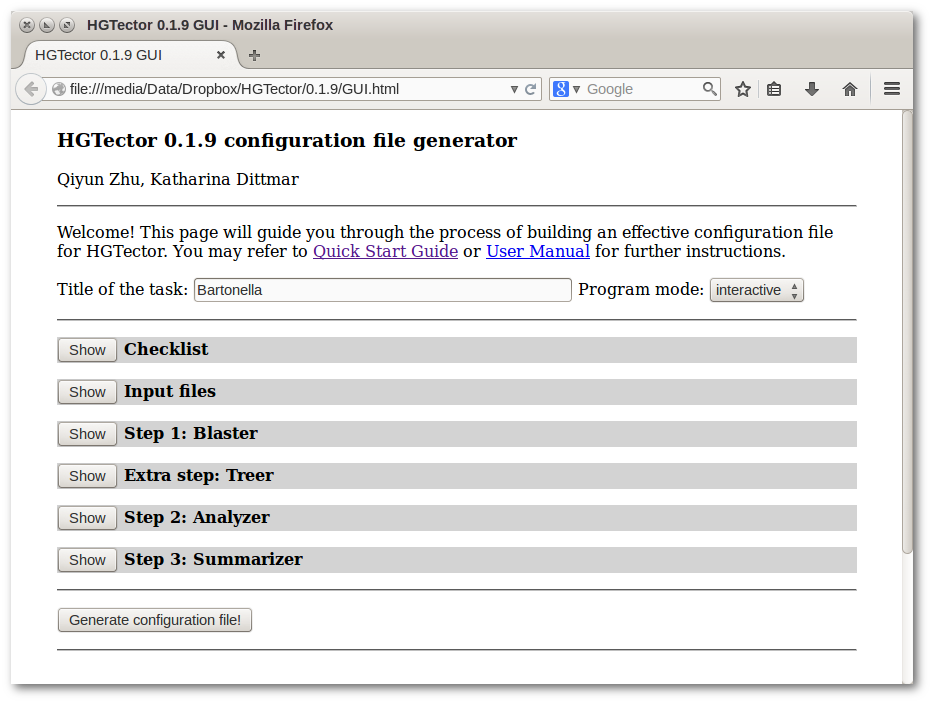 HGTector 0.1.9 GUI - Mozilla Firefox
HGTector 0.1.9 GUI
file:///media/Data/Dropbox/HGTector/0.1.9/GUI.html
8 Google
HGTector 0.1.9 configuration file generator
Qiyun Zhu, Katharina Dittmar
Welcome! This page will guide you through the process of building an effective configuration file
for HGTector. You may refer to Quick Start Guide or User Manual for further instructions.
Title of the task: Bartonella Program mode: interactive
Show Checklist
Show Input files
Show Step 1: Blaster
Show Extra step: Treer
Show Step 2: Analyzer
Show Step 3: Summarizer
Generate configuration file!